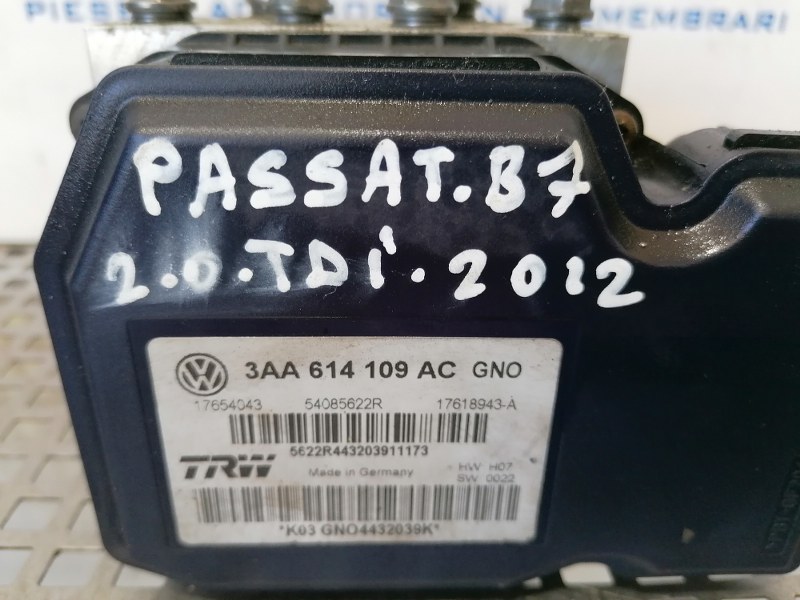 PASSAT.B7
2.0.TDi.2012
3AA 614 109 AC GNO
17654043 54085622R 17618943-A
5622R443203911173
TRW Made in Germany HW H07
SW 0022
*K03 GNO4432039K*